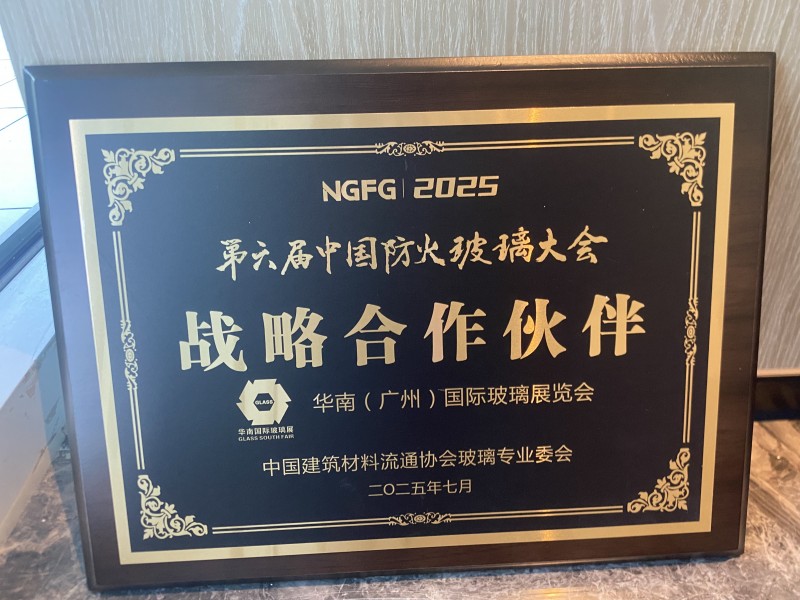 NGFG | 2025
第六届中国防火玻璃大会
战略合作伙伴
GLASS
华南国际玻璃展
GLASS SOUTH FAIR
华南（广州）国际玻璃展览会
中国建筑材料流通协会玻璃专业委会
二〇二五年七月